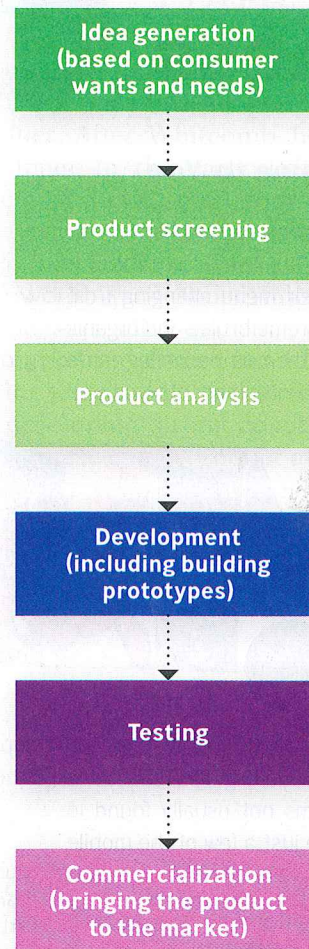 Idea generation
(based on consumer
wants and needs)
Product screening
Product analysis
Development
(including building
prototypes)
Testing
Commercialization
(bringing the product
to the market)